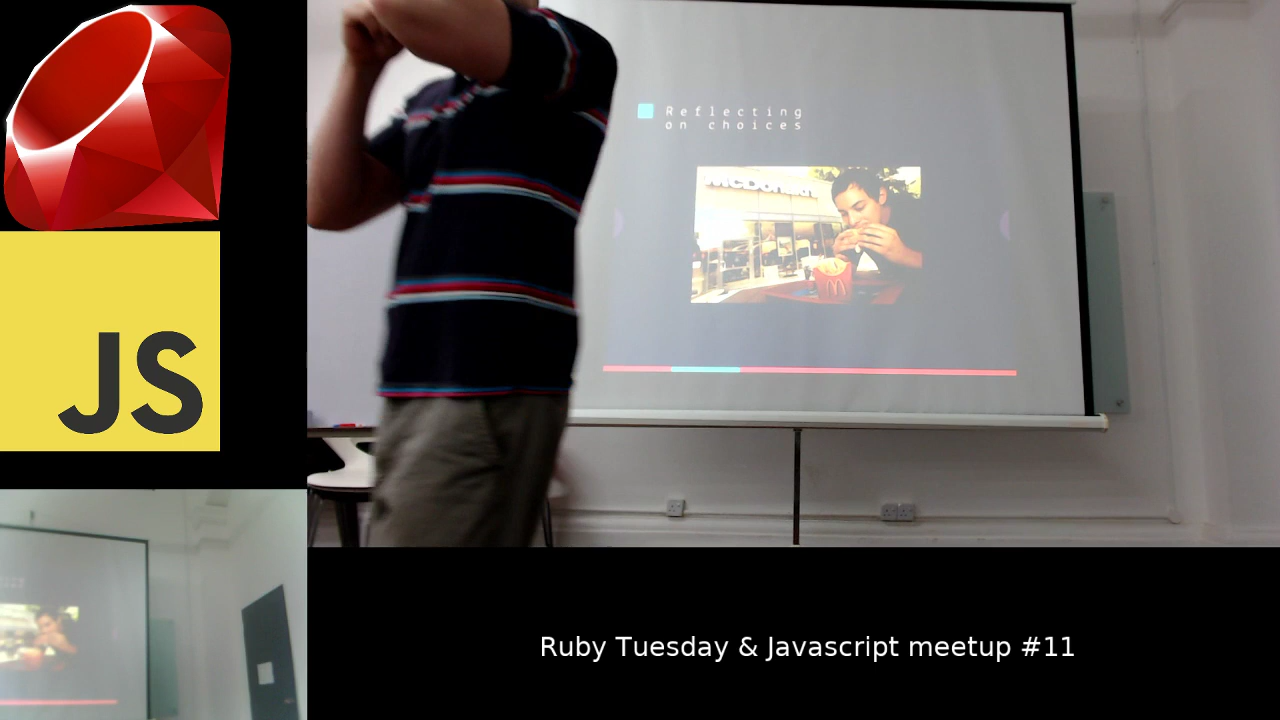 Reflecting
on choices
McDonald
JS
Ruby Tuesday & Javascript meetup #11